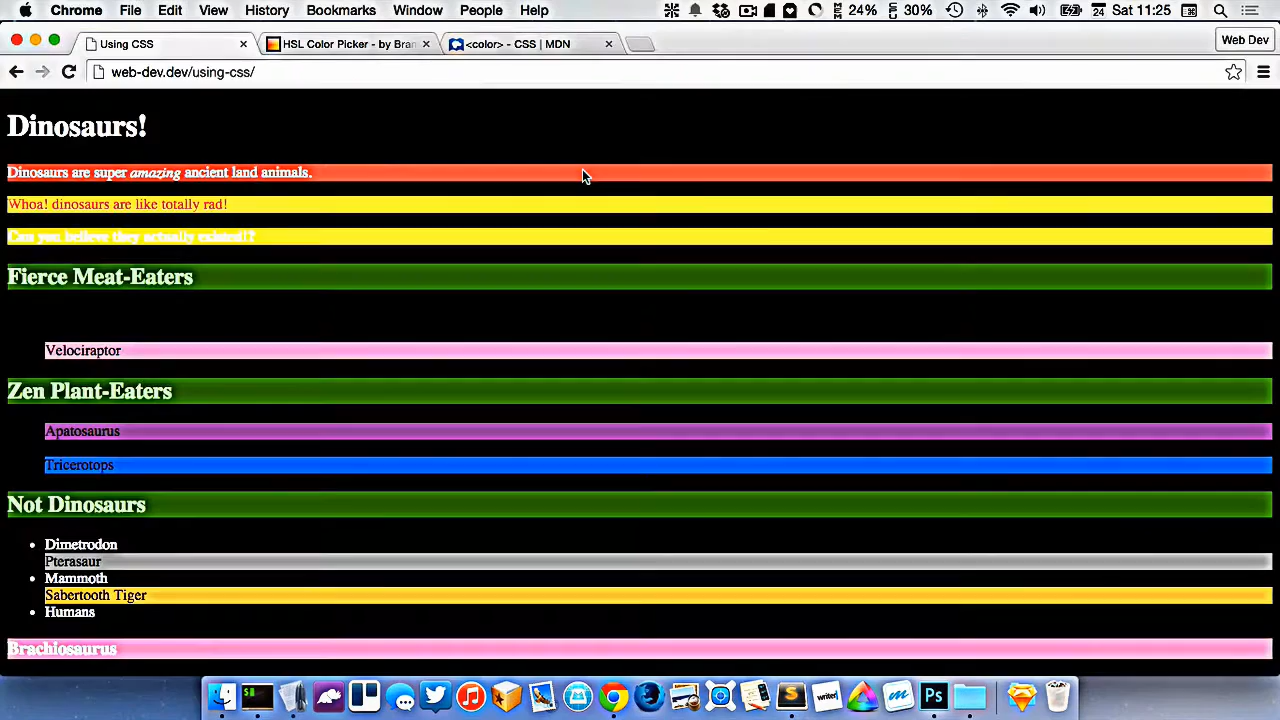 Chrome File Edit View History Bookmarks Window People Help 24% 30% 24 Sat 11:25
Using CSS HSL Color Picker - by Bran <color> - CSS | MDN Web Dev
web-dev.dev/using-css/
Dinosaurs!
Dinosaurs are super amazing ancient land animals.
Whoa! dinosaurs are like totally rad!
Can you believe they actually existed!?
Fierce Meat-Eaters
Velociraptor
Zen Plant-Eaters
Apatosaurus
Tricerotops
Not Dinosaurs
Dimetrodon
Pterasaur
Mammoth
Sabertooth Tiger
Humans
Brachiosaurus
writer
Ps